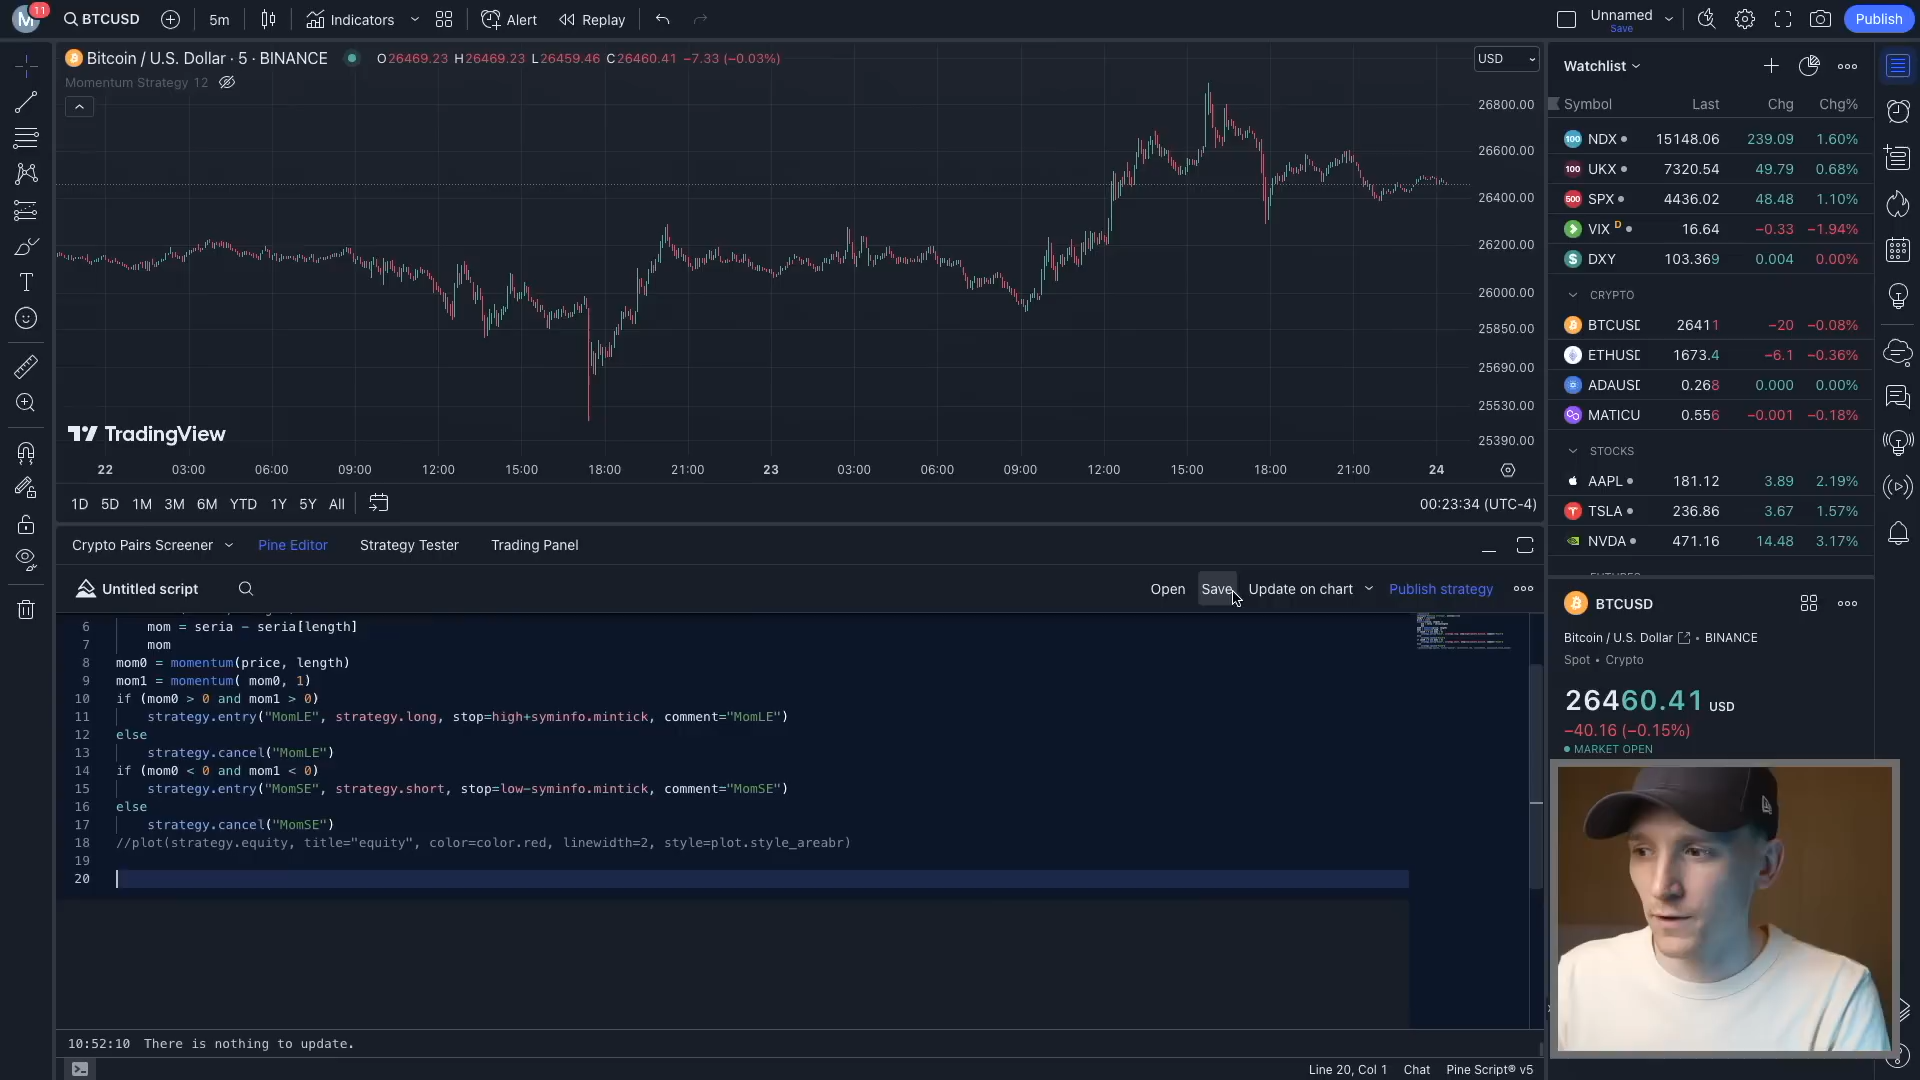 M 11 BTCUSD 5m Indicators Alert Replay Unnamed Save Publish
Bitcoin / U.S. Dollar · 5 · BINANCE O26469.23 H26469.23 L26459.46 C26460.41 −7.33 (−0.03%) USD
Momentum Strategy 12
26800.00
26600.00
26400.00
26200.00
26000.00
25850.00
25690.00
25530.00
25390.00
TradingView
22 03:00 06:00 09:00 12:00 15:00 18:00 21:00 23 03:00 06:00 09:00 12:00 15:00 18:00 21:00 24
1D 5D 1M 3M 6M YTD 1Y 5Y All 00:23:34 (UTC-4)
Crypto Pairs Screener Pine Editor Strategy Tester Trading Panel
Untitled script Open Save Update on chart Publish strategy
6 mom = seria - seria[length]
7 mom
8 mom0 = momentum(price, length)
9 mom1 = momentum( mom0, 1)
10 if (mom0 > 0 and mom1 > 0)
11 strategy.entry("MomLE", strategy.long, stop=high+syminfo.mintick, comment="MomLE")
12 else
13 strategy.cancel("MomLE")
14 if (mom0 < 0 and mom1 < 0)
15 strategy.entry("MomSE", strategy.short, stop=low-syminfo.mintick, comment="MomSE")
16 else
17 strategy.cancel("MomSE")
18 //plot(strategy.equity, title="equity", color=color.red, linewidth=2, style=plot.style_areabr)
19
20
10:52:10 There is nothing to update.
Line 20, Col 1 Chat Pine Script® v5
Watchlist
Symbol Last Chg Chg%
100 NDX 15148.06 239.09 1.60%
100 UKX 7320.54 49.79 0.68%
500 SPX 4436.02 48.48 1.10%
VIX D 16.64 −0.33 −1.94%
DXY 103.369 0.004 0.00%
CRYPTO
BTCUSD 26411 −20 −0.08%
ETHUSD 1673.4 −6.1 −0.36%
ADAUSD 0.268 0.000 0.00%
MATICU 0.556 −0.001 −0.18%
STOCKS
AAPL 181.12 3.89 2.19%
TSLA 236.86 3.67 1.57%
NVDA 471.16 14.48 3.17%
BTCUSD
Bitcoin / U.S. Dollar • BINANCE
Spot • Crypto
26460.41 USD
−40.16 (−0.15%)
MARKET OPEN